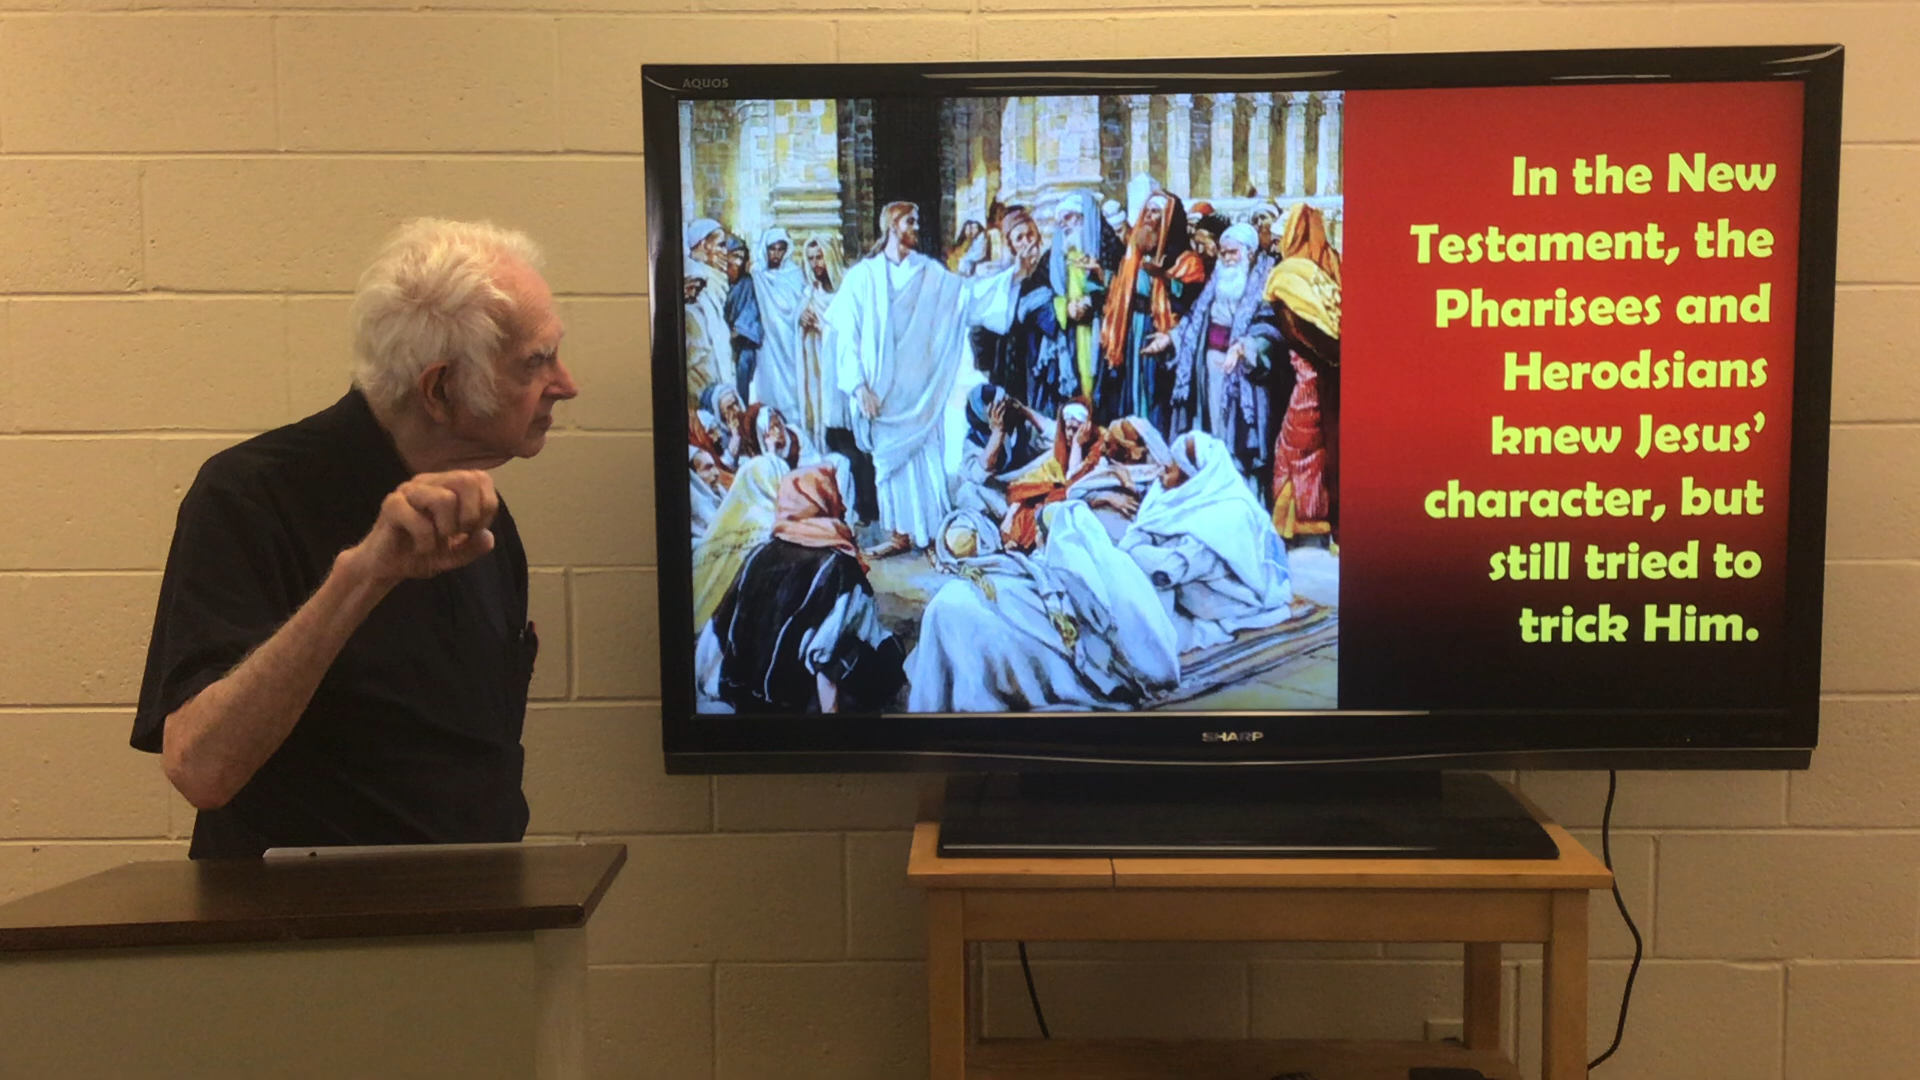 AQUOS
In the New
Testament, the
Pharisees and
Herodsians
knew Jesus’
character, but
still tried to
trick Him.
SHARP